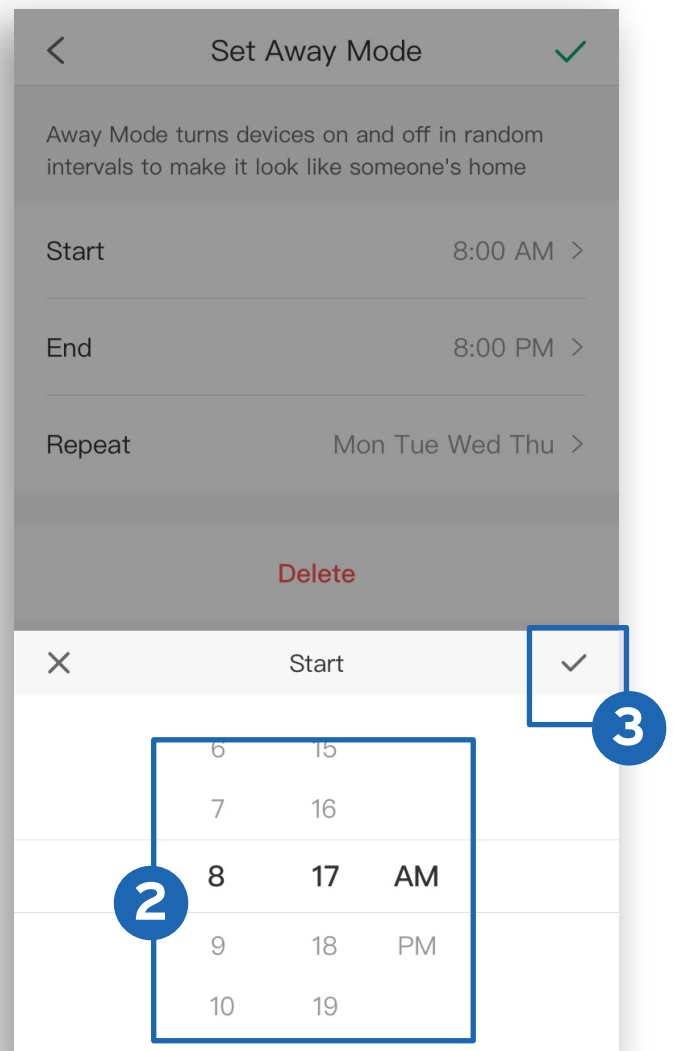 Set Away Mode
Away Mode turns devices on and off in random
intervals to make it look like someone's home
Start 8:00 AM
End 8:00 PM
Repeat Mon Tue Wed Thu
Delete
Start
3
6 15
7 16
8 17 AM
2
9 18 PM
10 19